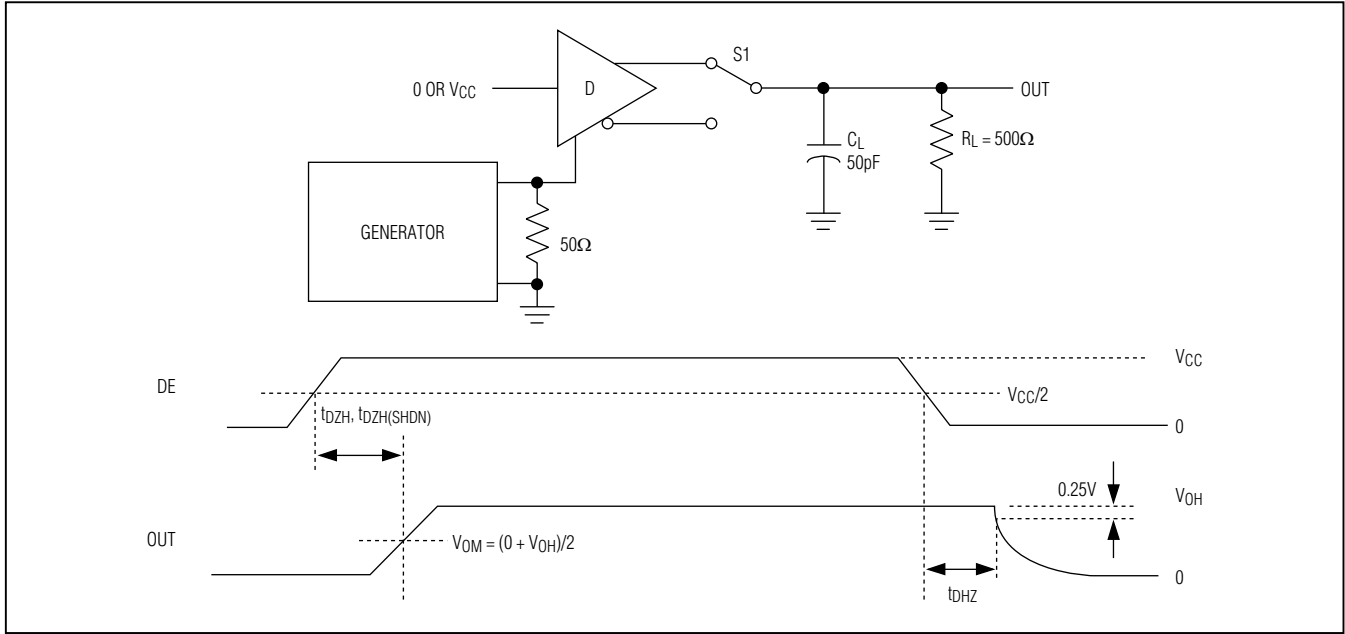 S1
0 OR VCC
D
OUT
CL
50pF
RL = 500Ω
GENERATOR
50Ω
VCC
DE
VCC/2
tDZH, tDZH(SHDN)
0
0.25V
VOH
OUT
VOM = (0 + VOH)/2
0
tDHZ